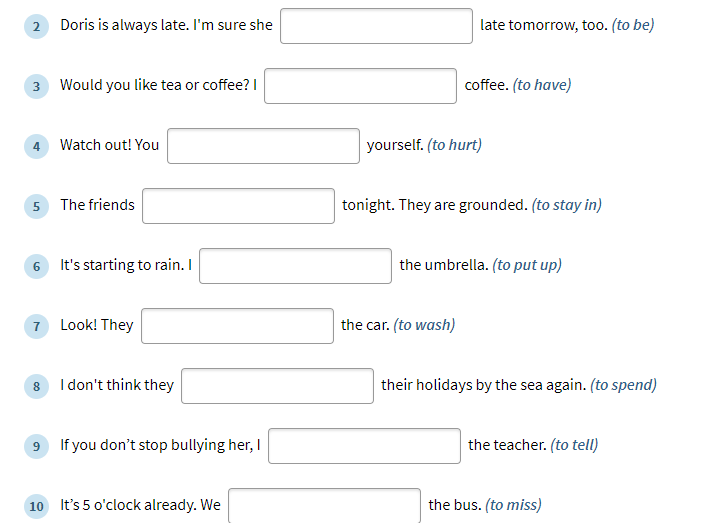 2 Doris is always late. I'm sure she late tomorrow, too. (to be)
3 Would you like tea or coffee? I coffee. (to have)
4 Watch out! You yourself. (to hurt)
5 The friends tonight. They are grounded. (to stay in)
6 It's starting to rain. I the umbrella. (to put up)
7 Look! They the car. (to wash)
8 I don't think they their holidays by the sea again. (to spend)
9 If you don’t stop bullying her, I the teacher. (to tell)
10 It’s 5 o'clock already. We the bus. (to miss)